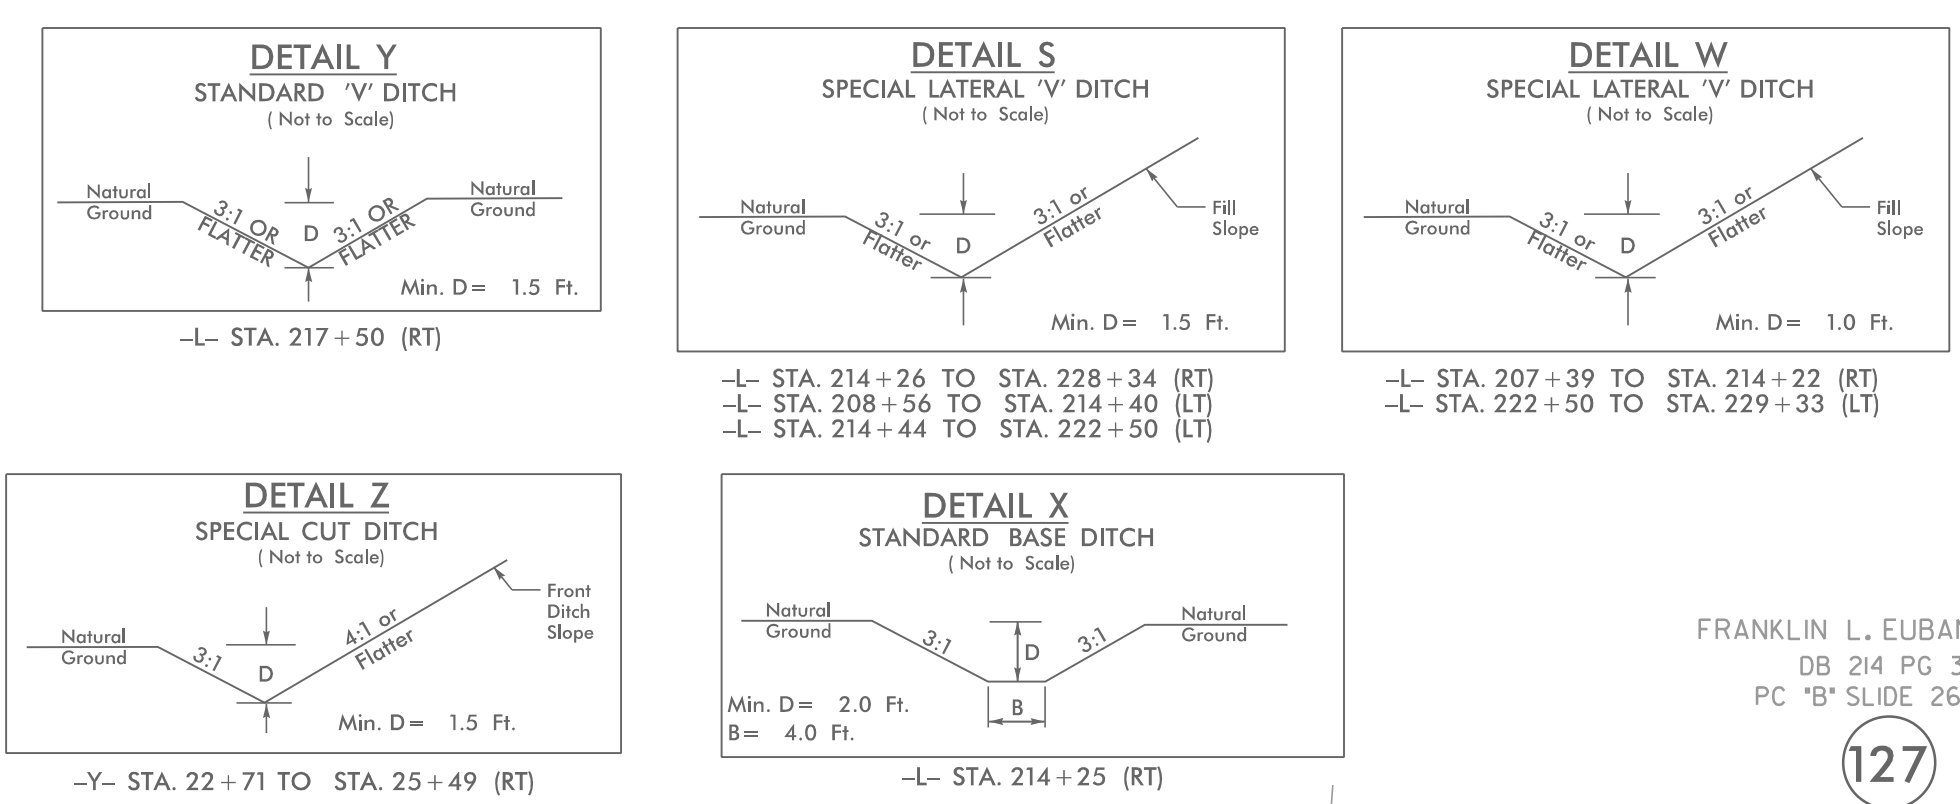 DETAIL Y
STANDARD 'V' DITCH
( Not to Scale)
Natural
Ground
3:1 OR
FLATTER
D
3:1 OR
FLATTER
Natural
Ground
Min. D= 1.5 Ft.
–L– STA. 217+50 (RT)
DETAIL S
SPECIAL LATERAL 'V' DITCH
( Not to Scale)
Natural
Ground
3:1 or
Flatter
D
3:1 or
Flatter
Fill
Slope
Min. D= 1.5 Ft.
–L– STA. 214+26 TO STA. 228+34 (RT)
–L– STA. 208+56 TO STA. 214+40 (LT)
–L– STA. 214+44 TO STA. 222+50 (LT)
DETAIL W
SPECIAL LATERAL 'V' DITCH
( Not to Scale)
Natural
Ground
3:1 or
Flatter
D
3:1 or
Flatter
Fill
Slope
Min. D= 1.0 Ft.
–L– STA. 207+39 TO STA. 214+22 (RT)
–L– STA. 222+50 TO STA. 229+33 (LT)
DETAIL Z
SPECIAL CUT DITCH
( Not to Scale)
Natural
Ground
3:1
D
4:1 or
Flatter
Front
Ditch
Slope
Min. D= 1.5 Ft.
–Y– STA. 22+71 TO STA. 25+49 (RT)
DETAIL X
STANDARD BASE DITCH
( Not to Scale)
Natural
Ground
3:1
D
3:1
Natural
Ground
B
Min. D= 2.0 Ft.
B= 4.0 Ft.
–L– STA. 214+25 (RT)
FRANKLIN L. EUBAN
DB 214 PG 3
PC "B" SLIDE 26
127